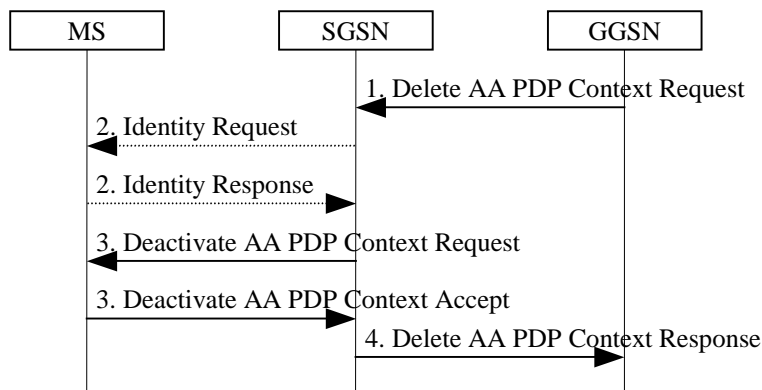 MS
SGSN
GGSN
1. Delete AA PDP Context Request
2. Identity Request
2. Identity Response
3. Deactivate AA PDP Context Request
3. Deactivate AA PDP Context Accept
4. Delete AA PDP Context Response